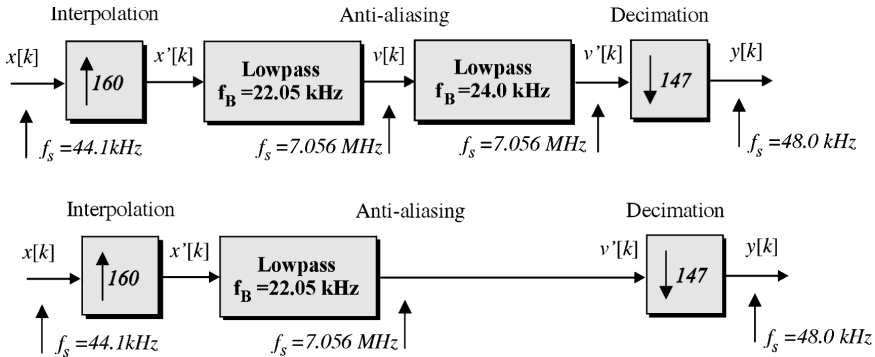 Interpolation Anti-aliasing Decimation
x[k] x'[k] v[k] v'[k] y[k]
160 Lowpass Lowpass 147
f_B =22.05 kHz f_B =24.0 kHz
f_s =44.1kHz f_s =7.056 MHz f_s =7.056 MHz f_s =48.0 kHz
Interpolation Anti-aliasing Decimation
x[k] x'[k] v'[k] y[k]
160 Lowpass 147
f_B =22.05 kHz
f_s =44.1kHz f_s =7.056 MHz f_s =48.0 kHz